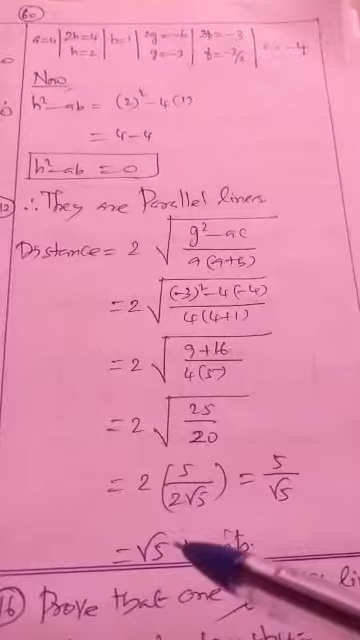 60
a=4 | 2h=4 | b=1 | 2g=-6 | 2f=-3 | c=-4
h=2 g=-3 f=-3/2
Now
h²-ab = (2)²-4(1)
= 4-4
h²-ab = 0
∴ They are Parallel lines
Distance = 2 √(g²-ac / a(a+b))
= 2 √((-3)²-4(-4) / 4(4+1))
= 2 √(9+16 / 4(5))
= 2 √(25 / 20)
= 2 (5 / 2√5) = 5 / √5
= √5
16 Prove that one